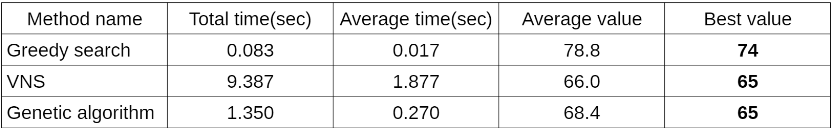 Method name Total time(sec) Average time(sec) Average value Best value
Greedy search 0.083 0.017 78.8 74
VNS 9.387 1.877 66.0 65
Genetic algorithm 1.350 0.270 68.4 65